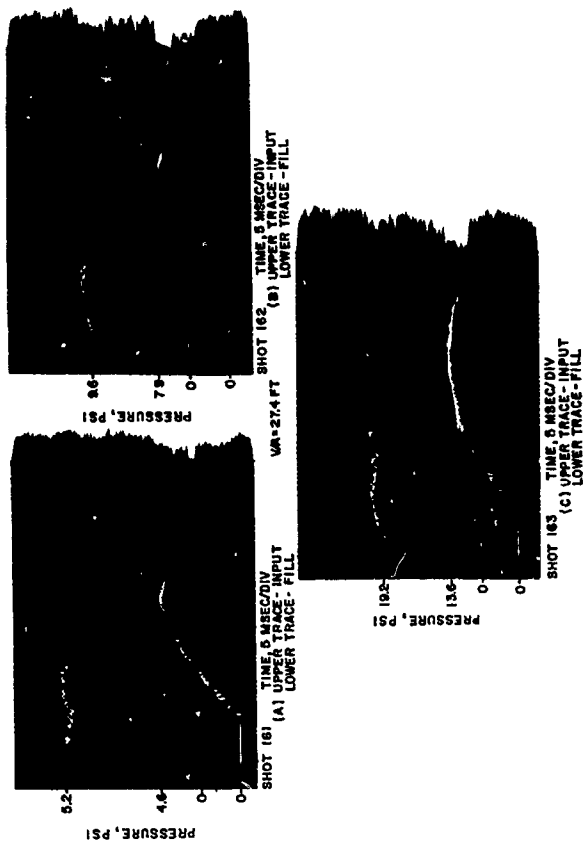 PRESSURE, PSI
5.2
4.6
0
0
SHOT 161 TIME, 5 MSEC/DIV
(A) UPPER TRACE-INPUT
LOWER TRACE-FILL
V/A=27.4 FT
PRESSURE, PSI
9.6
7.9
0
0
SHOT 162 TIME, 5 MSEC/DIV
(B) UPPER TRACE-INPUT
LOWER TRACE-FILL
PRESSURE, PSI
19.2
13.6
0
0
SHOT 163 TIME, 5 MSEC/DIV
(C) UPPER TRACE-INPUT
LOWER TRACE-FILL